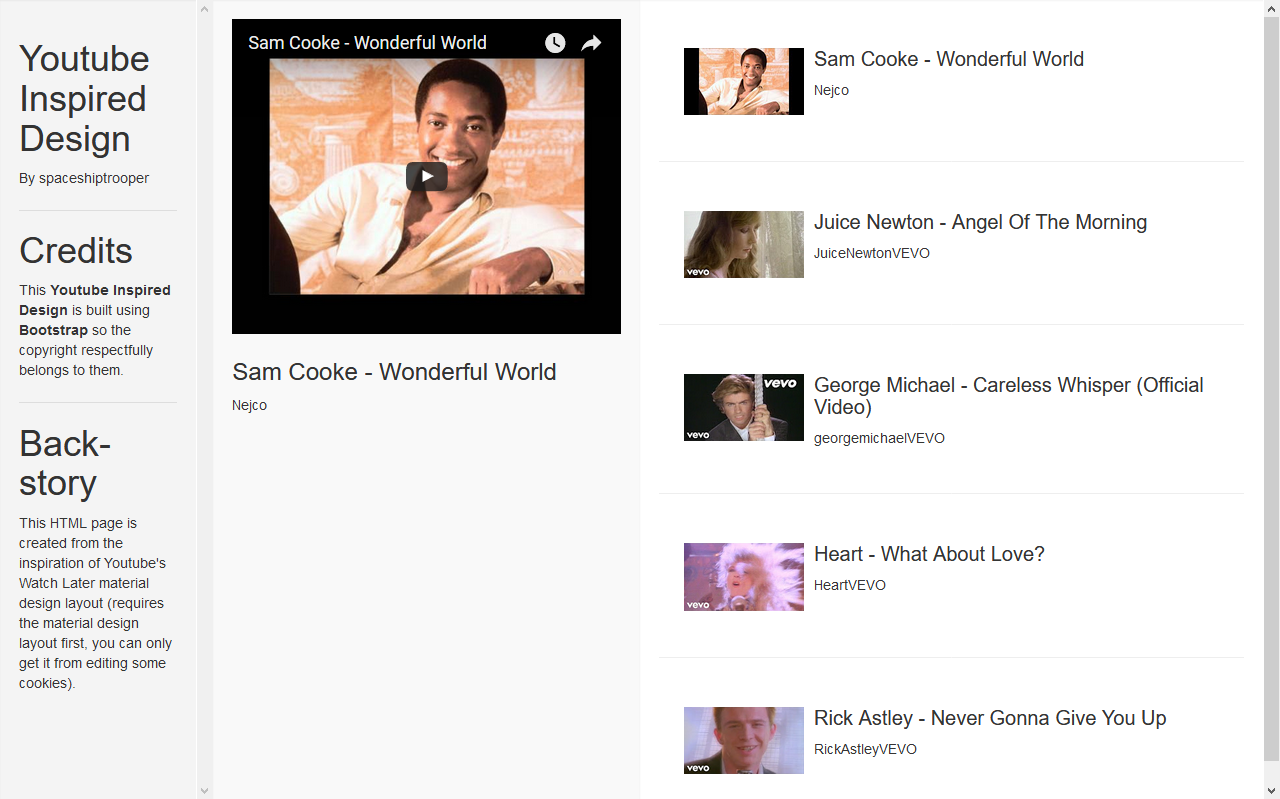 Youtube
Inspired
Design
By spaceshiptrooper
Credits
This Youtube Inspired
Design is built using
Bootstrap so the
copyright respectfully
belongs to them.
Back-
story
This HTML page is
created from the
inspiration of Youtube's
Watch Later material
design layout (requires
the material design
layout first, you can only
get it from editing some
cookies).
Sam Cooke - Wonderful World
Sam Cooke - Wonderful World
Nejco
Sam Cooke - Wonderful World
Nejco
vevo
Juice Newton - Angel Of The Morning
JuiceNewtonVEVO
vevo
vevo
George Michael - Careless Whisper (Official
Video)
georgemichaelVEVO
vevo
Heart - What About Love?
HeartVEVO
vevo
Rick Astley - Never Gonna Give You Up
RickAstleyVEVO